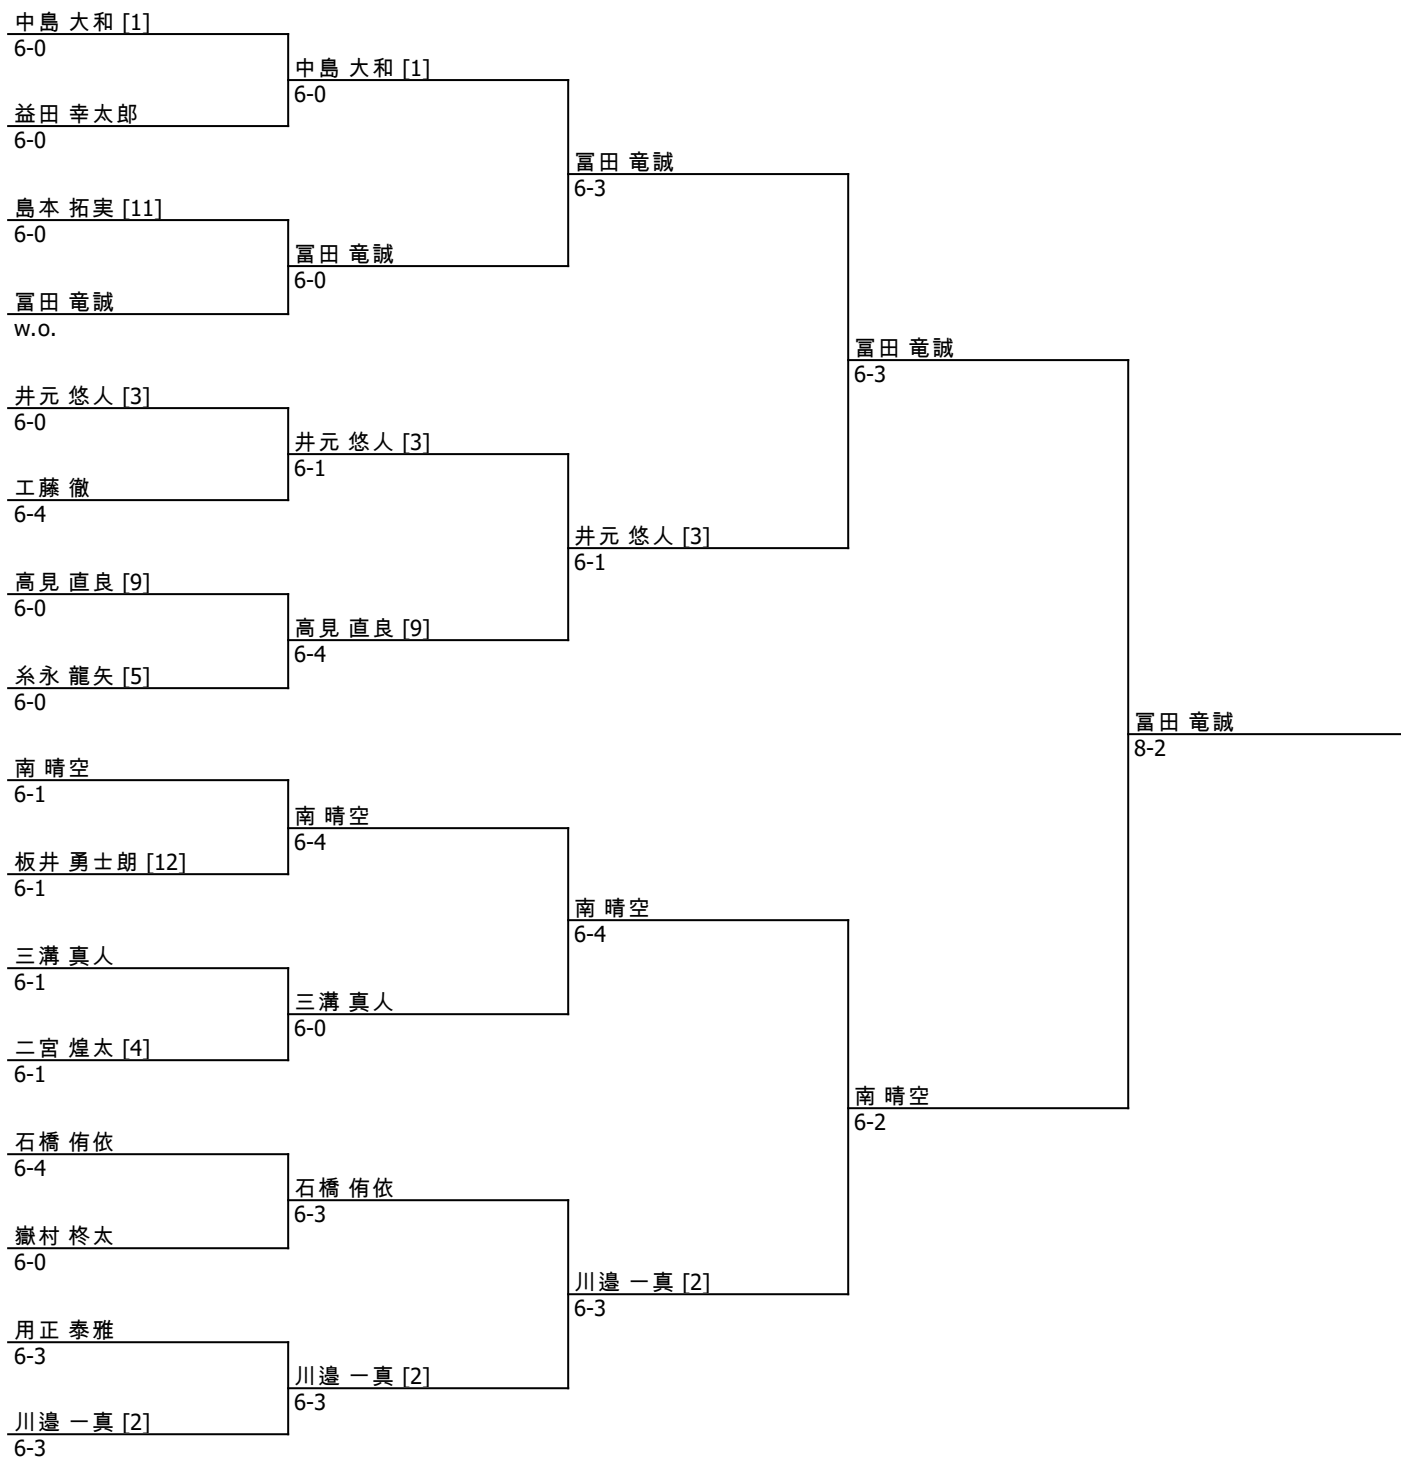 中島 大和 [1]
6-0
益田 幸太郎
6-0
島本 拓実 [11]
6-0
冨田 竜誠
w.o.
井元 悠人 [3]
6-0
工藤 徹
6-4
高見 直良 [9]
6-0
糸永 龍矢 [5]
6-0
南 晴空
6-1
板井 勇士朗 [12]
6-1
三溝 真人
6-1
二宮 煌太 [4]
6-1
石橋 侑依
6-4
嶽村 柊太
6-0
用正 泰雅
6-3
川邉 一真 [2]
6-3
中島 大和 [1]
6-0
冨田 竜誠
6-0
井元 悠人 [3]
6-1
高見 直良 [9]
6-4
南 晴空
6-4
三溝 真人
6-0
石橋 侑依
6-3
川邉 一真 [2]
6-3
冨田 竜誠
6-3
井元 悠人 [3]
6-1
南 晴空
6-4
川邉 一真 [2]
6-3
冨田 竜誠
6-3
南 晴空
6-2
冨田 竜誠
8-2